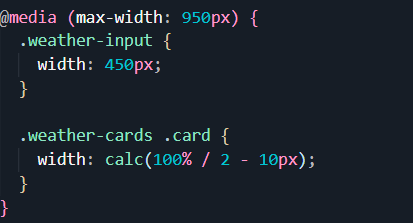 @media (max-width: 950px) {
  .weather-input {
    width: 450px;
  }

  .weather-cards .card {
    width: calc(100% / 2 - 10px);
  }
}